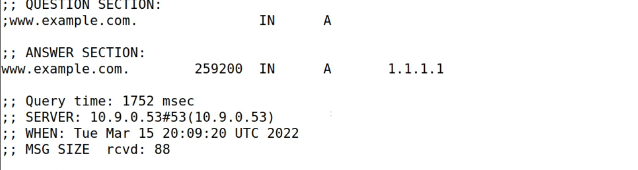 ;; QUESTION SECTION:
;www.example.com. IN A
;; ANSWER SECTION:
www.example.com. 259200 IN A 1.1.1.1
;; Query time: 1752 msec
;; SERVER: 10.9.0.53#53(10.9.0.53)
;; WHEN: Tue Mar 15 20:09:20 UTC 2022
;; MSG SIZE rcvd: 88